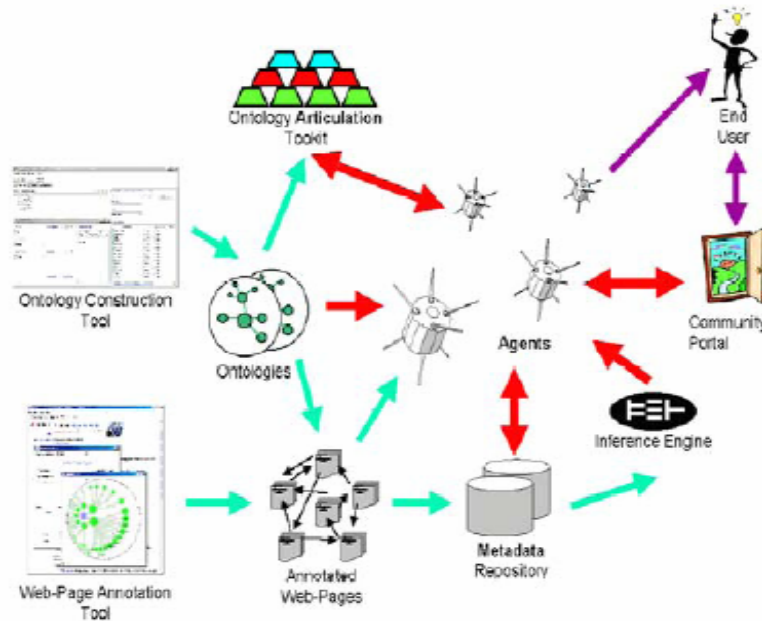 Ontology Articulation
Toolkit
End
User
Ontology Construction
Tool
Ontologies
Agents
Community
Portal
Inference Engine
Web-Page Annotation
Tool
Annotated
Web-Pages
Metadata
Repository